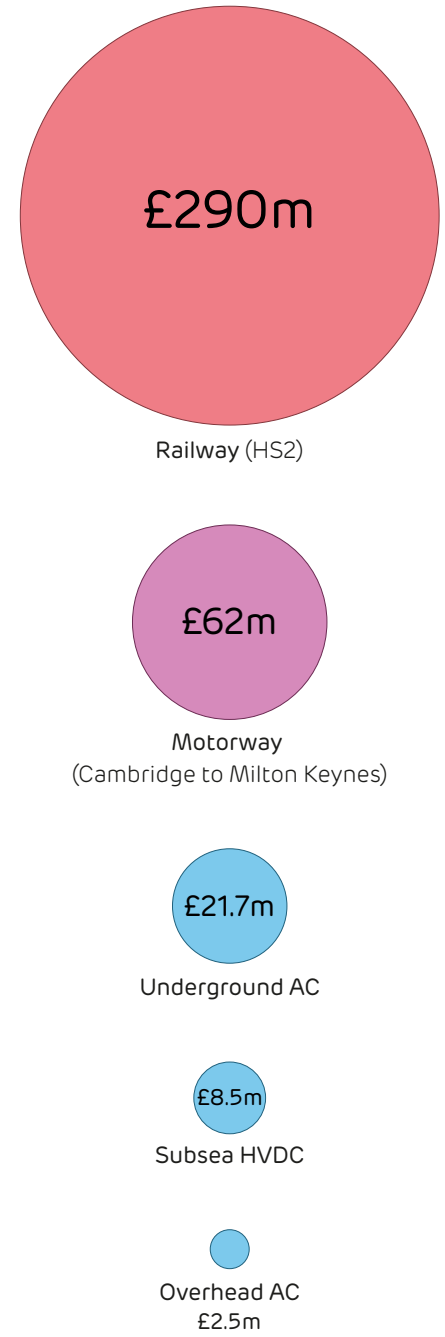 £290m
Railway (HS2)
£62m
Motorway
(Cambridge to Milton Keynes)
£21.7m
Underground AC
£8.5m
Subsea HVDC
Overhead AC
£2.5m